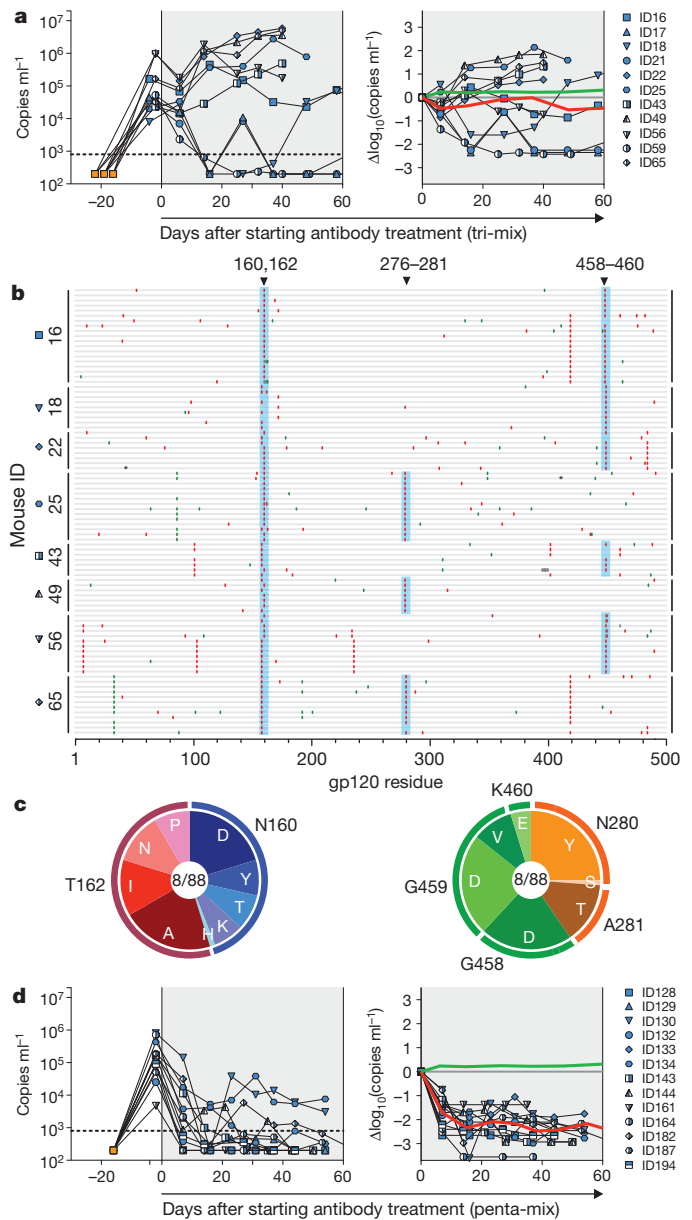 a
Copies ml⁻¹
10⁷
10⁶
10⁵
10⁴
10³
10²
−20 0 20 40 60
Δlog₁₀(copies ml⁻¹)
3
2
1
0
−1
−2
−3
0 20 40 60
ID16
ID17
ID18
ID21
ID22
ID25
ID43
ID49
ID56
ID59
ID65
Days after starting antibody treatment (tri-mix)
b
160,162 276–281 458–460
Mouse ID
16
18
22
25
43
49
56
65
1 100 200 300 400 500
gp120 residue
c
N160
T162
P
N
I
A
H
K
T
Y
D
8/88
K460
N280
G459
A281
G458
E
V
D
D
T
S
Y
8/88
d
Copies ml⁻¹
10⁷
10⁶
10⁵
10⁴
10³
10²
−20 0 20 40 60
Δlog₁₀(copies ml⁻¹)
3
2
1
0
−1
−2
−3
0 20 40 60
ID128
ID129
ID130
ID132
ID133
ID134
ID143
ID144
ID161
ID164
ID182
ID187
ID194
Days after starting antibody treatment (penta-mix)